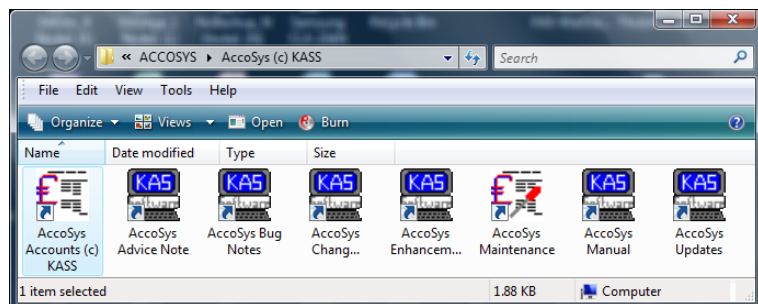 « ACCOSYS ▸ AccoSys (c) KASS
Search
File Edit View Tools Help
Organize Views Open Burn
Name Date modified Type Size
KAS KAS KAS KAS KAS KAS
AccoSys Accounts (c) KASS
AccoSys Advice Note
AccoSys Bug Notes
AccoSys Chang...
AccoSys Enhancem...
AccoSys Maintenance
AccoSys Manual
AccoSys Updates
1 item selected 1.88 KB Computer